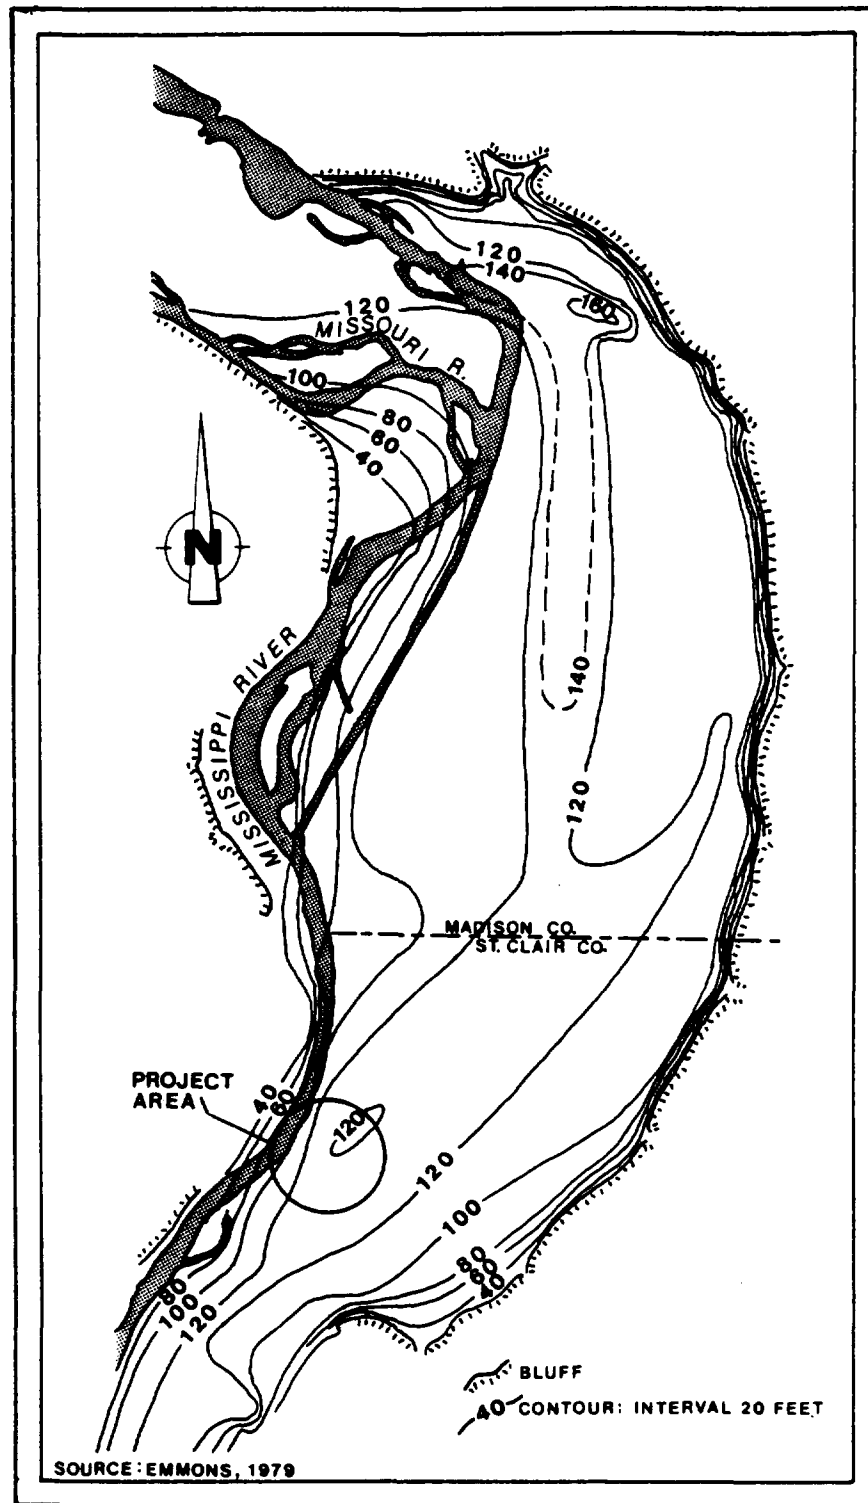 120
140
160
120
MISSOURI R.
100
80
60
40
N
MISSISSIPPI RIVER
140
120
MADISON CO.
ST. CLAIR CO.
PROJECT
AREA
40
60
120
120
100
80
60
40
80
100
120
BLUFF
40 CONTOUR: INTERVAL 20 FEET
SOURCE: EMMONS, 1979